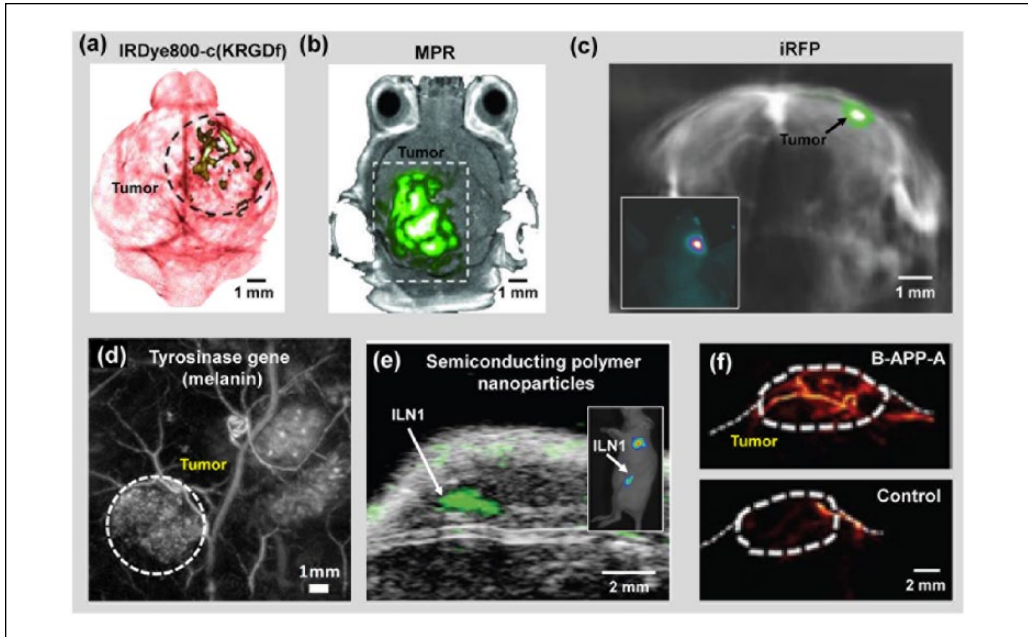 (a)
IRDye800-c(KRGDf)
Tumor
1 mm
(b)
MPR
Tumor
1 mm
(c)
iRFP
Tumor
1 mm
(d)
Tyrosinase gene
(melanin)
Tumor
1mm
(e)
Semiconducting polymer
nanoparticles
ILN1
ILN1
2 mm
(f)
B-APP-A
Tumor
Control
2 mm